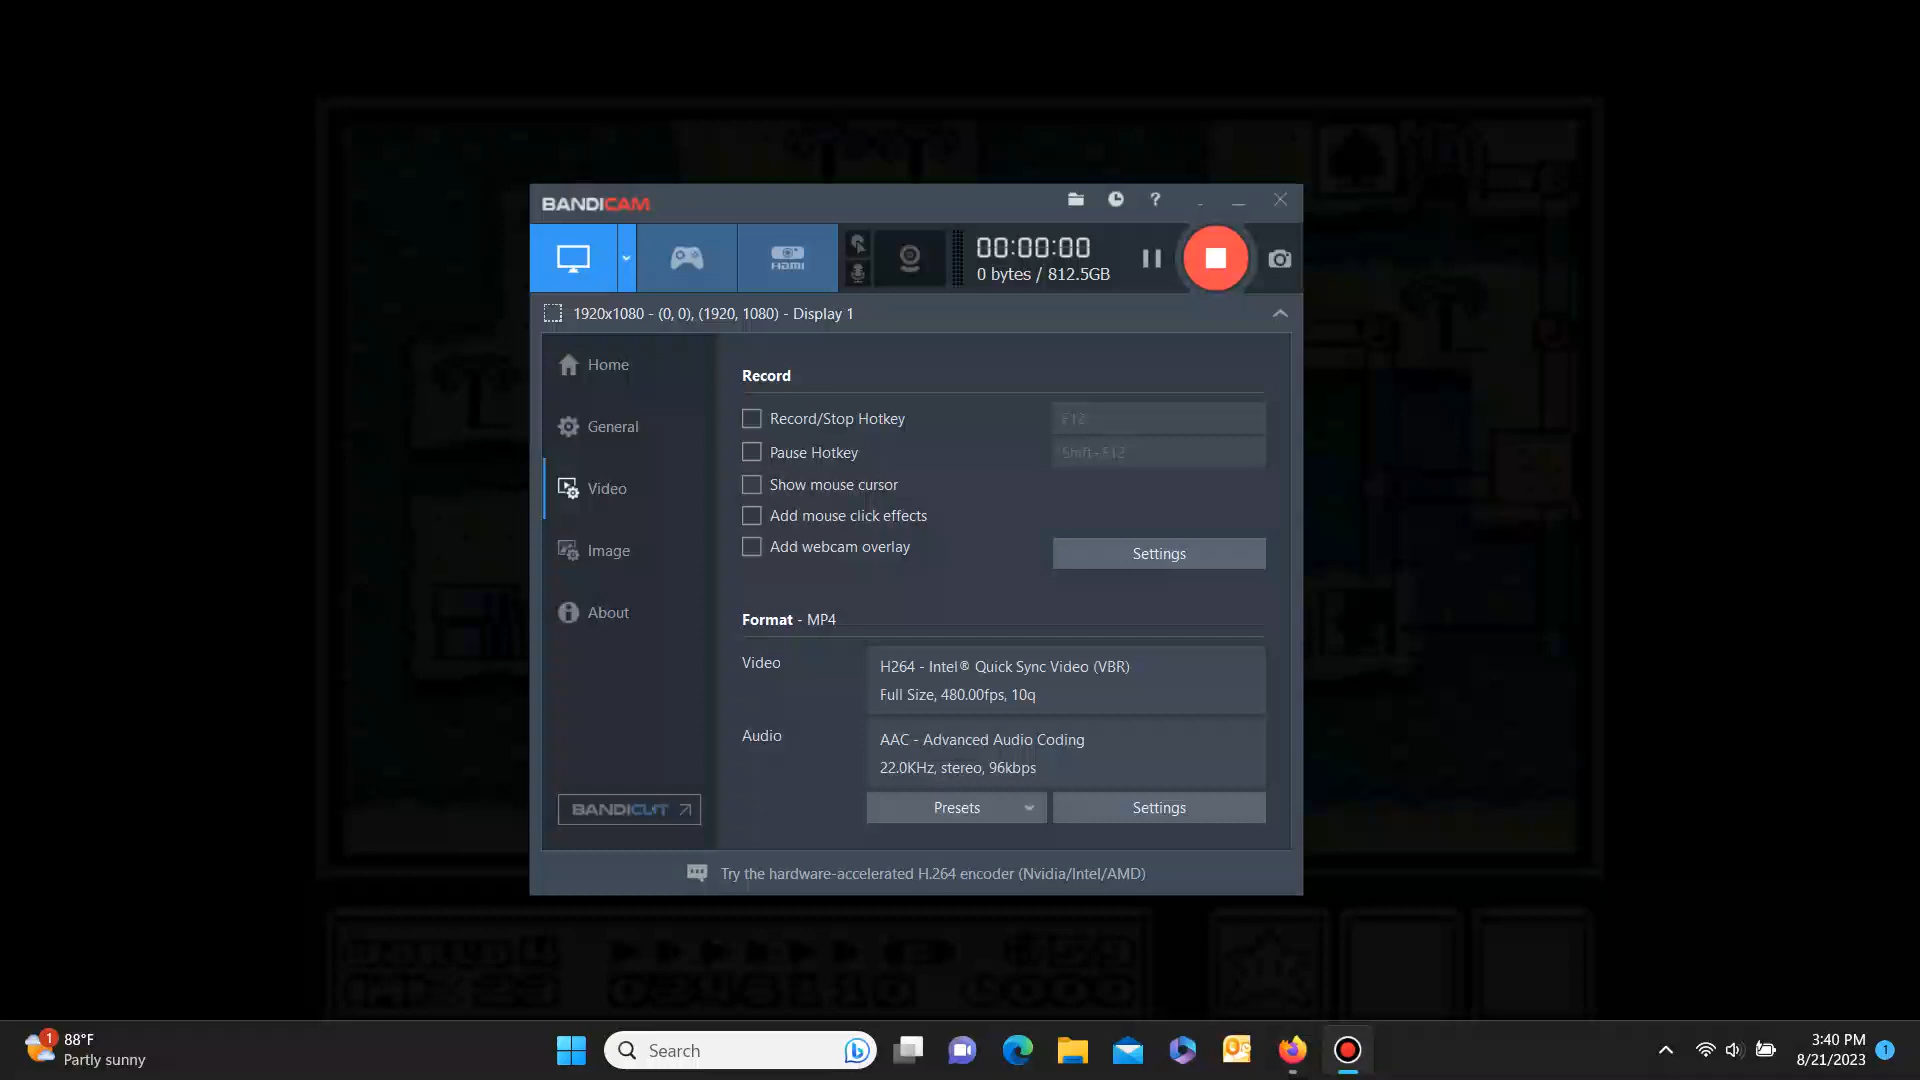 BANDICAM
?
HDMI
00:00:00
0 bytes / 812.5GB
1920x1080 - (0, 0), (1920, 1080) - Display 1
Home
General
Video
Image
About
BANDICUT
Record
Record/Stop Hotkey
F12
Pause Hotkey
Shift+F12
Show mouse cursor
Add mouse click effects
Add webcam overlay
Settings
Format - MP4
Video
H264 - Intel® Quick Sync Video (VBR)
Full Size, 480.00fps, 10q
Audio
AAC - Advanced Audio Coding
22.0KHz, stereo, 96kbps
Presets
Settings
Try the hardware-accelerated H.264 encoder (Nvidia/Intel/AMD)
1
88°F
Partly sunny
Search
3:40 PM
8/21/2023
1